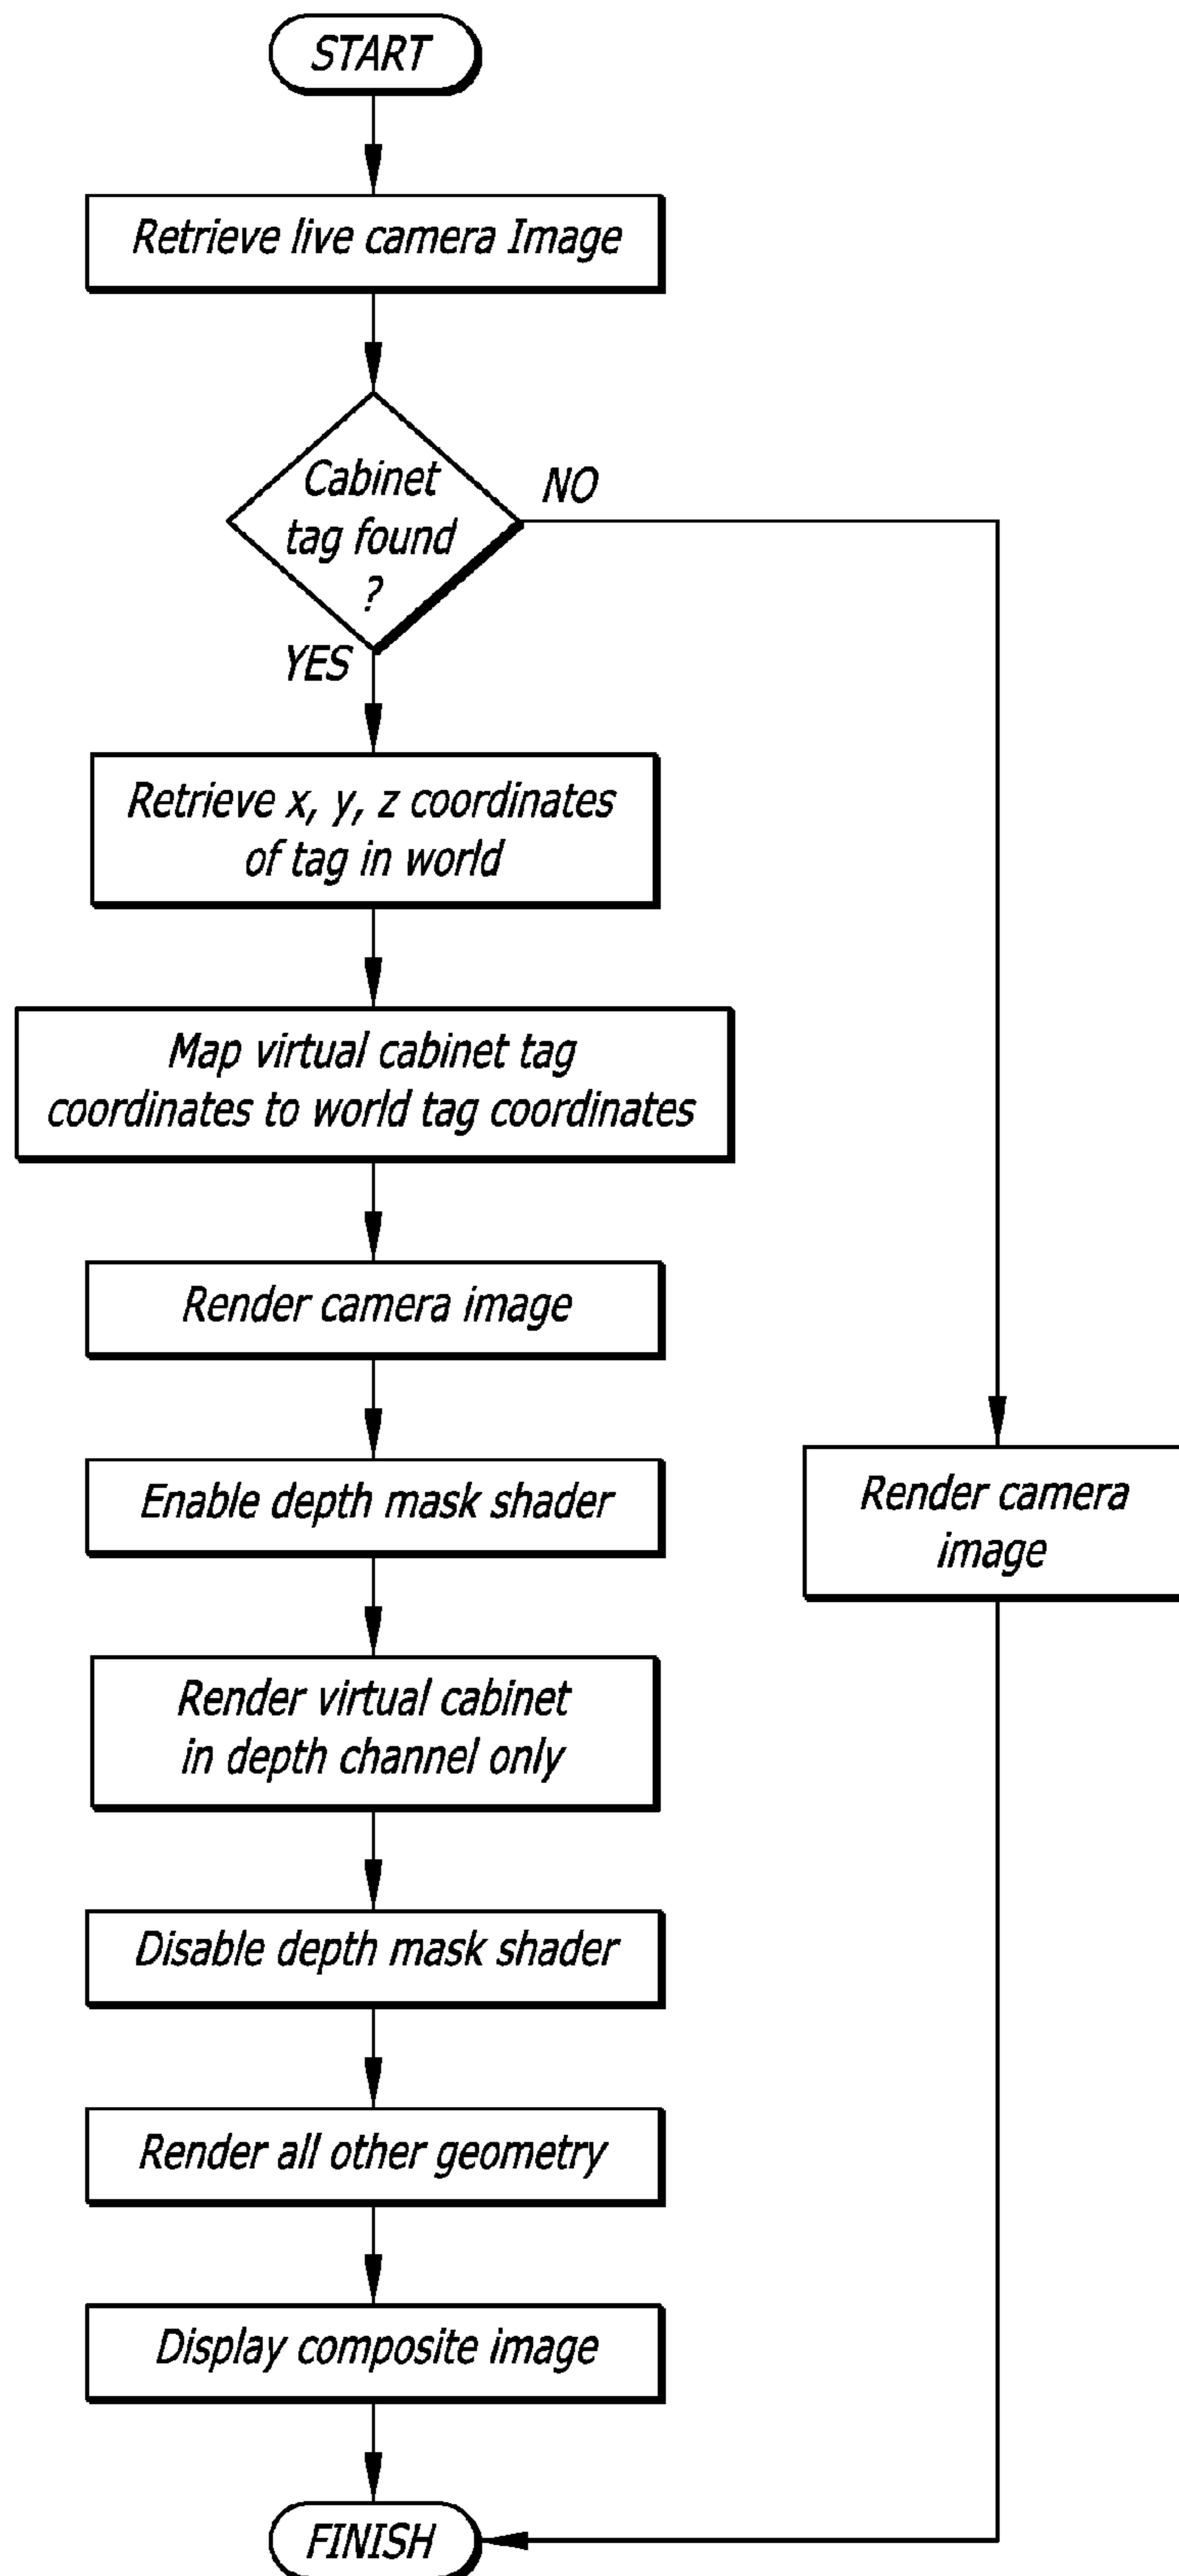 START
Retrieve live camera Image
Cabinet
tag found
?
NO
YES
Retrieve x, y, z coordinates
of tag in world
Map virtual cabinet tag
coordinates to world tag coordinates
Render camera image
Enable depth mask shader
Render camera
image
Render virtual cabinet
in depth channel only
Disable depth mask shader
Render all other geometry
Display composite image
FINISH